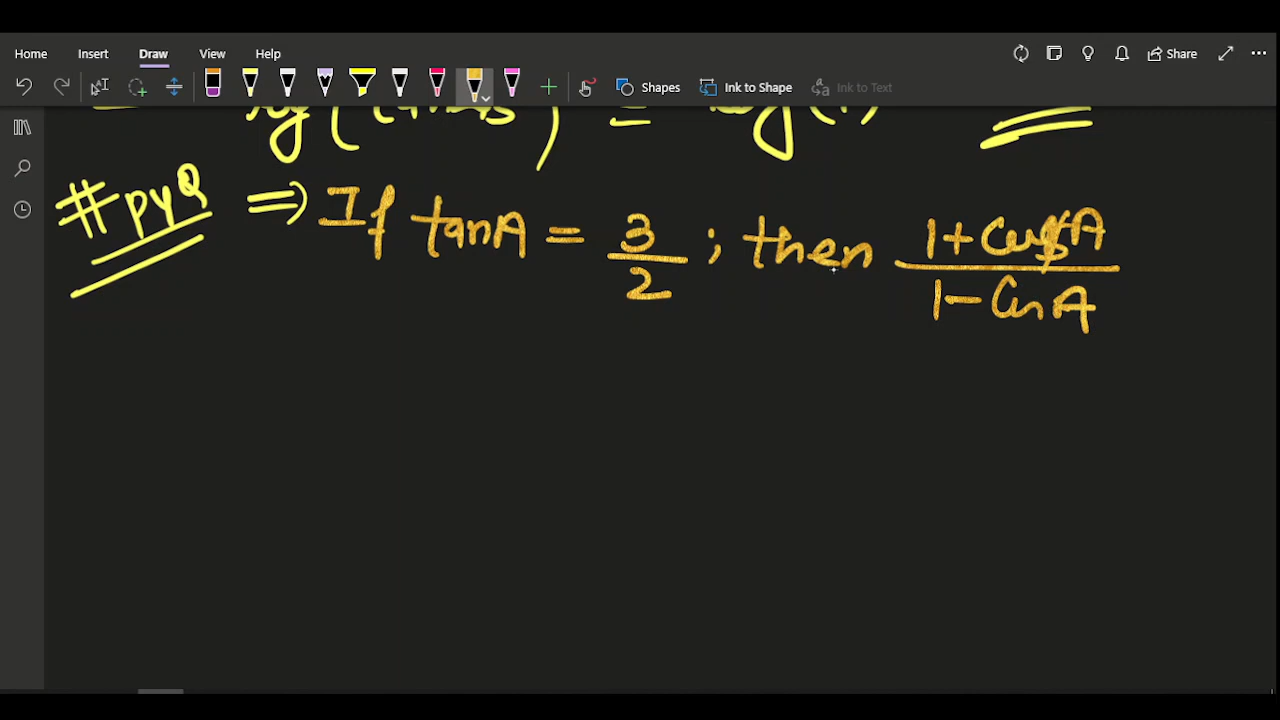 Home Insert Draw View Help Share
Shapes Ink to Shape Ink to Text
#pyQ ⇒ If tanA = 3/2 ; then 1+CosA/1-CosA